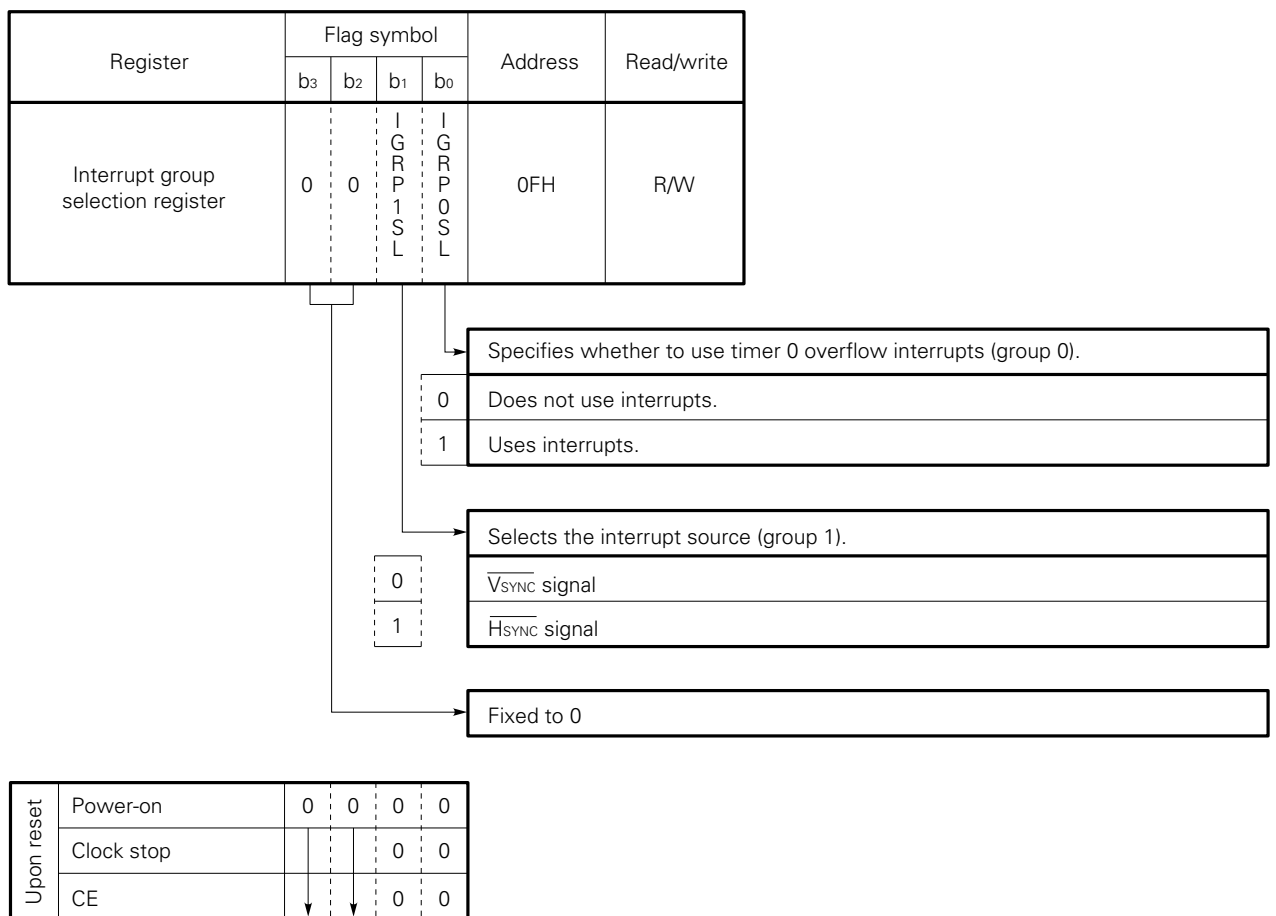 Register
Flag symbol
Address
Read/write
b3 b2 b1 b0
Interrupt group
selection register
0 0 IGRP1SL IGRP0SL
0FH
R/W
Specifies whether to use timer 0 overflow interrupts (group 0).
0 Does not use interrupts.
1 Uses interrupts.
Selects the interrupt source (group 1).
0 VSYNC signal
1 HSYNC signal
Fixed to 0
Upon reset
Power-on 0 0 0 0
Clock stop 0 0
CE 0 0